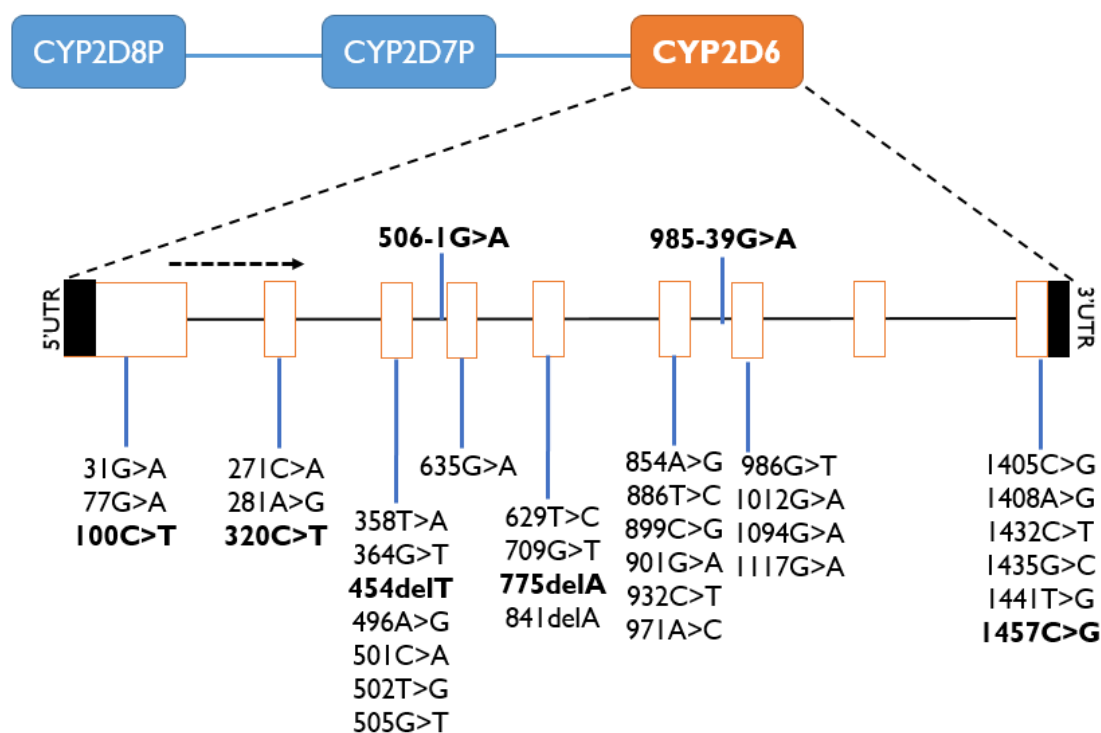 CYP2D8P
CYP2D7P
CYP2D6
506-1G>A
985-39G>A
5'UTR
3'UTR
31G>A
77G>A
100C>T
271C>A
281A>G
320C>T
358T>A
364G>T
454delT
496A>G
501C>A
502T>G
505G>T
635G>A
629T>C
709G>T
775delA
841delA
854A>G
886T>C
899C>G
901G>A
932C>T
971A>C
986G>T
1012G>A
1094G>A
1117G>A
1405C>G
1408A>G
1432C>T
1435G>C
1441T>G
1457C>G